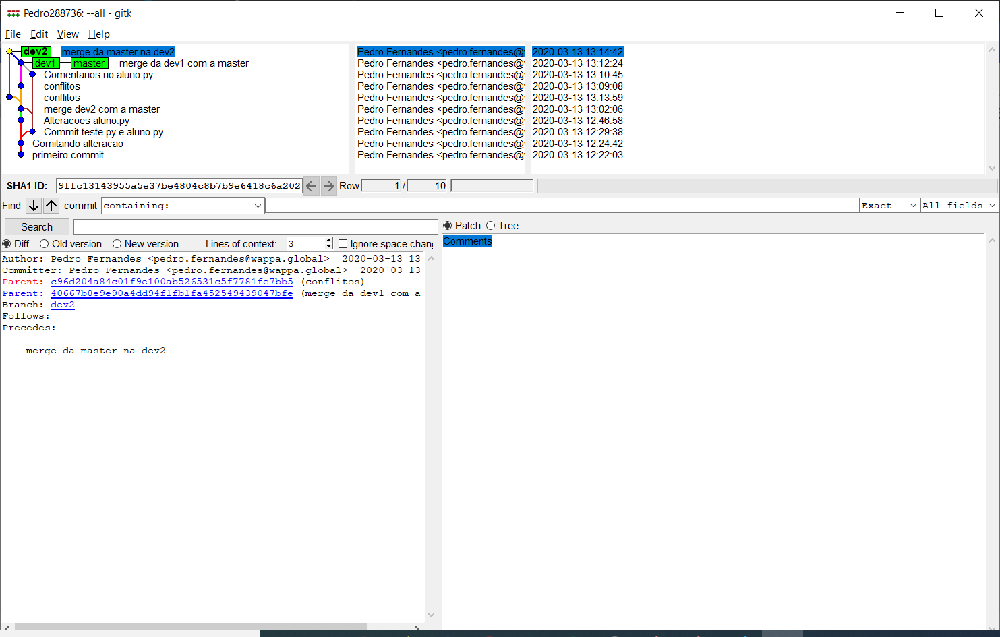 Pedro288736: --all - gitk
File Edit View Help
dev2 merge da master na dev2 Pedro Fernandes <pedro.fernandes@ 2020-03-13 13:14:42
dev1 master merge da dev1 com a master Pedro Fernandes <pedro.fernandes@ 2020-03-13 13:12:24
Comentarios no aluno.py Pedro Fernandes <pedro.fernandes@ 2020-03-13 13:10:45
conflitos Pedro Fernandes <pedro.fernandes@ 2020-03-13 13:09:08
conflitos Pedro Fernandes <pedro.fernandes@ 2020-03-13 13:13:59
merge dev2 com a master Pedro Fernandes <pedro.fernandes@ 2020-03-13 13:02:06
Alteracoes aluno.py Pedro Fernandes <pedro.fernandes@ 2020-03-13 12:46:58
Commit teste.py e aluno.py Pedro Fernandes <pedro.fernandes@ 2020-03-13 12:29:38
Comitando alteracao Pedro Fernandes <pedro.fernandes@ 2020-03-13 12:24:42
primeiro commit Pedro Fernandes <pedro.fernandes@ 2020-03-13 12:22:03
SHA1 ID: 9ffc13143955a5e37be4804c8b7b9e6418c6a202 Row 1 / 10
Find commit containing: Exact All fields
Search
Patch Tree
Diff Old version New version Lines of context: 3 Ignore space chang
Comments
Author: Pedro Fernandes <pedro.fernandes@wappa.global> 2020-03-13 13
Committer: Pedro Fernandes <pedro.fernandes@wappa.global> 2020-03-13
Parent: c96d204a84c01f9e100ab526531c5f7781fe7bb5 (conflitos)
Parent: 40667b8e9e90a4dd94f1fb1fa452549439047bfe (merge da dev1 com a
Branch: dev2
Follows:
Precedes:
merge da master na dev2